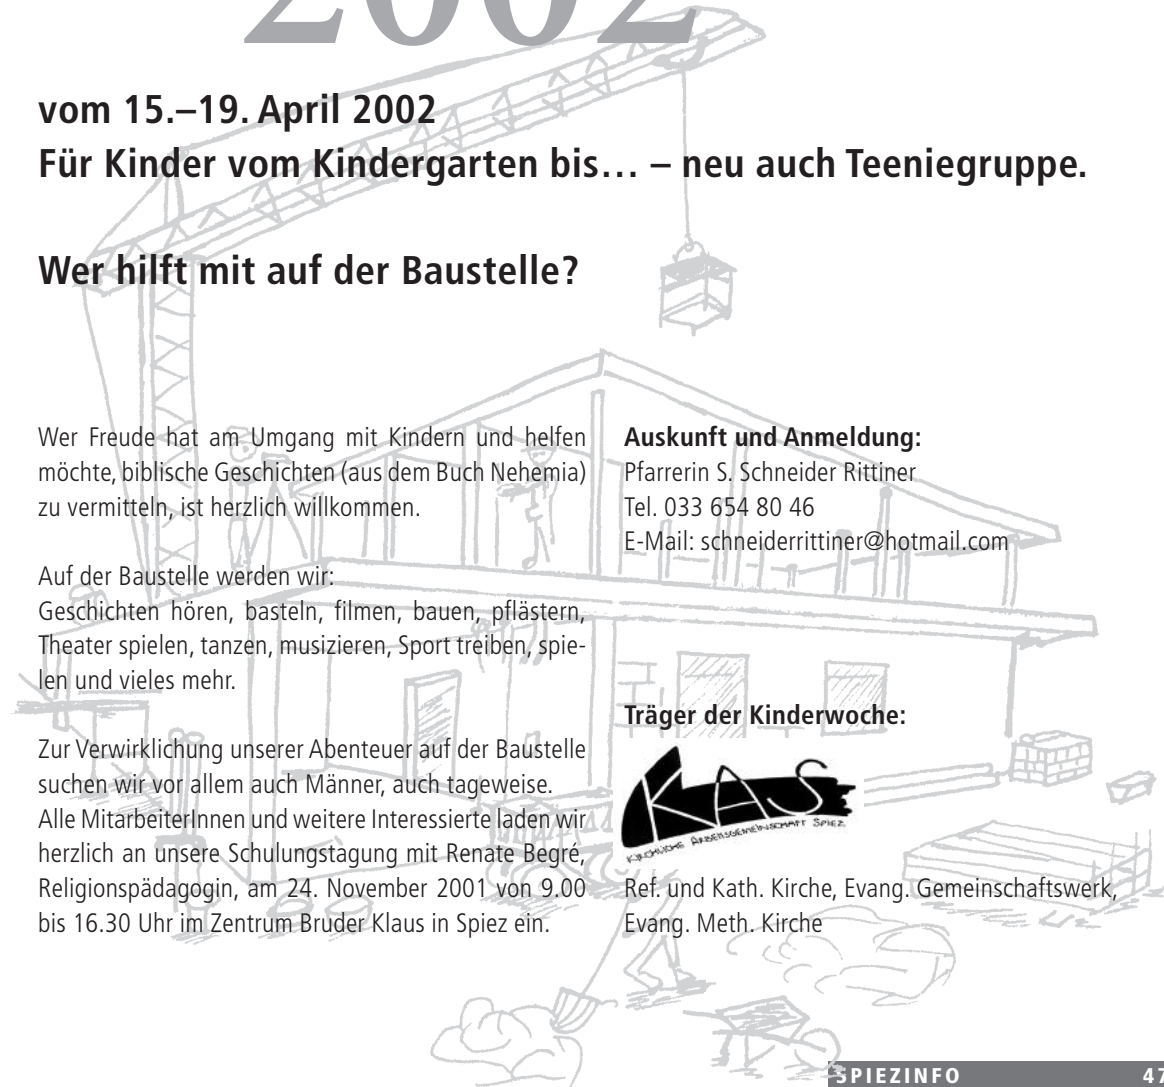 2002
vom 15.–19. April 2002
Für Kinder vom Kindergarten bis… – neu auch Teeniegruppe.
Wer hilft mit auf der Baustelle?
Wer Freude hat am Umgang mit Kindern und helfen
möchte, biblische Geschichten (aus dem Buch Nehemia)
zu vermitteln, ist herzlich willkommen.
Auf der Baustelle werden wir:
Geschichten hören, basteln, filmen, bauen, pflästern,
Theater spielen, tanzen, musizieren, Sport treiben, spie-
len und vieles mehr.
Zur Verwirklichung unserer Abenteuer auf der Baustelle
suchen wir vor allem auch Männer, auch tageweise.
Alle MitarbeiterInnen und weitere Interessierte laden wir
herzlich an unsere Schulungstagung mit Renate Begré,
Religionspädagogin, am 24. November 2001 von 9.00
bis 16.30 Uhr im Zentrum Bruder Klaus in Spiez ein.
Auskunft und Anmeldung:
Pfarrerin S. Schneider Rittiner
Tel. 033 654 80 46
E-Mail: schneiderrittiner@hotmail.com
Träger der Kinderwoche:
KAS
KIRCHLICHE ARBEITSGEMEINSCHAFT SPIEZ
Ref. und Kath. Kirche, Evang. Gemeinschaftswerk,
Evang. Meth. Kirche
SPIEZINFO 47